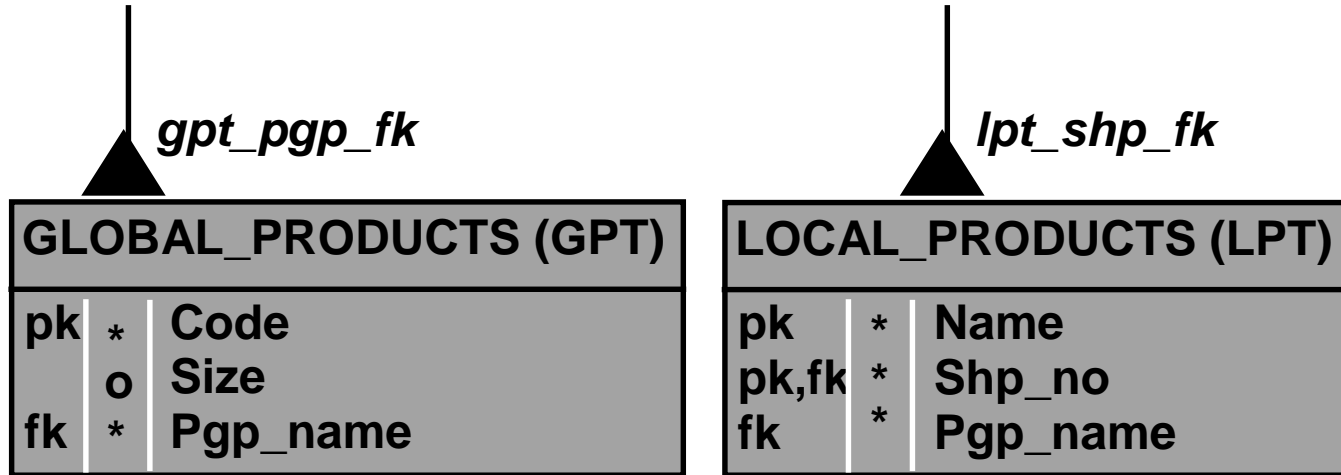 gpt_pgp_fk
GLOBAL_PRODUCTS (GPT)
pk * Code
o Size
fk * Pgp_name
lpt_shp_fk
LOCAL_PRODUCTS (LPT)
pk * Name
pk,fk * Shp_no
fk * Pgp_name